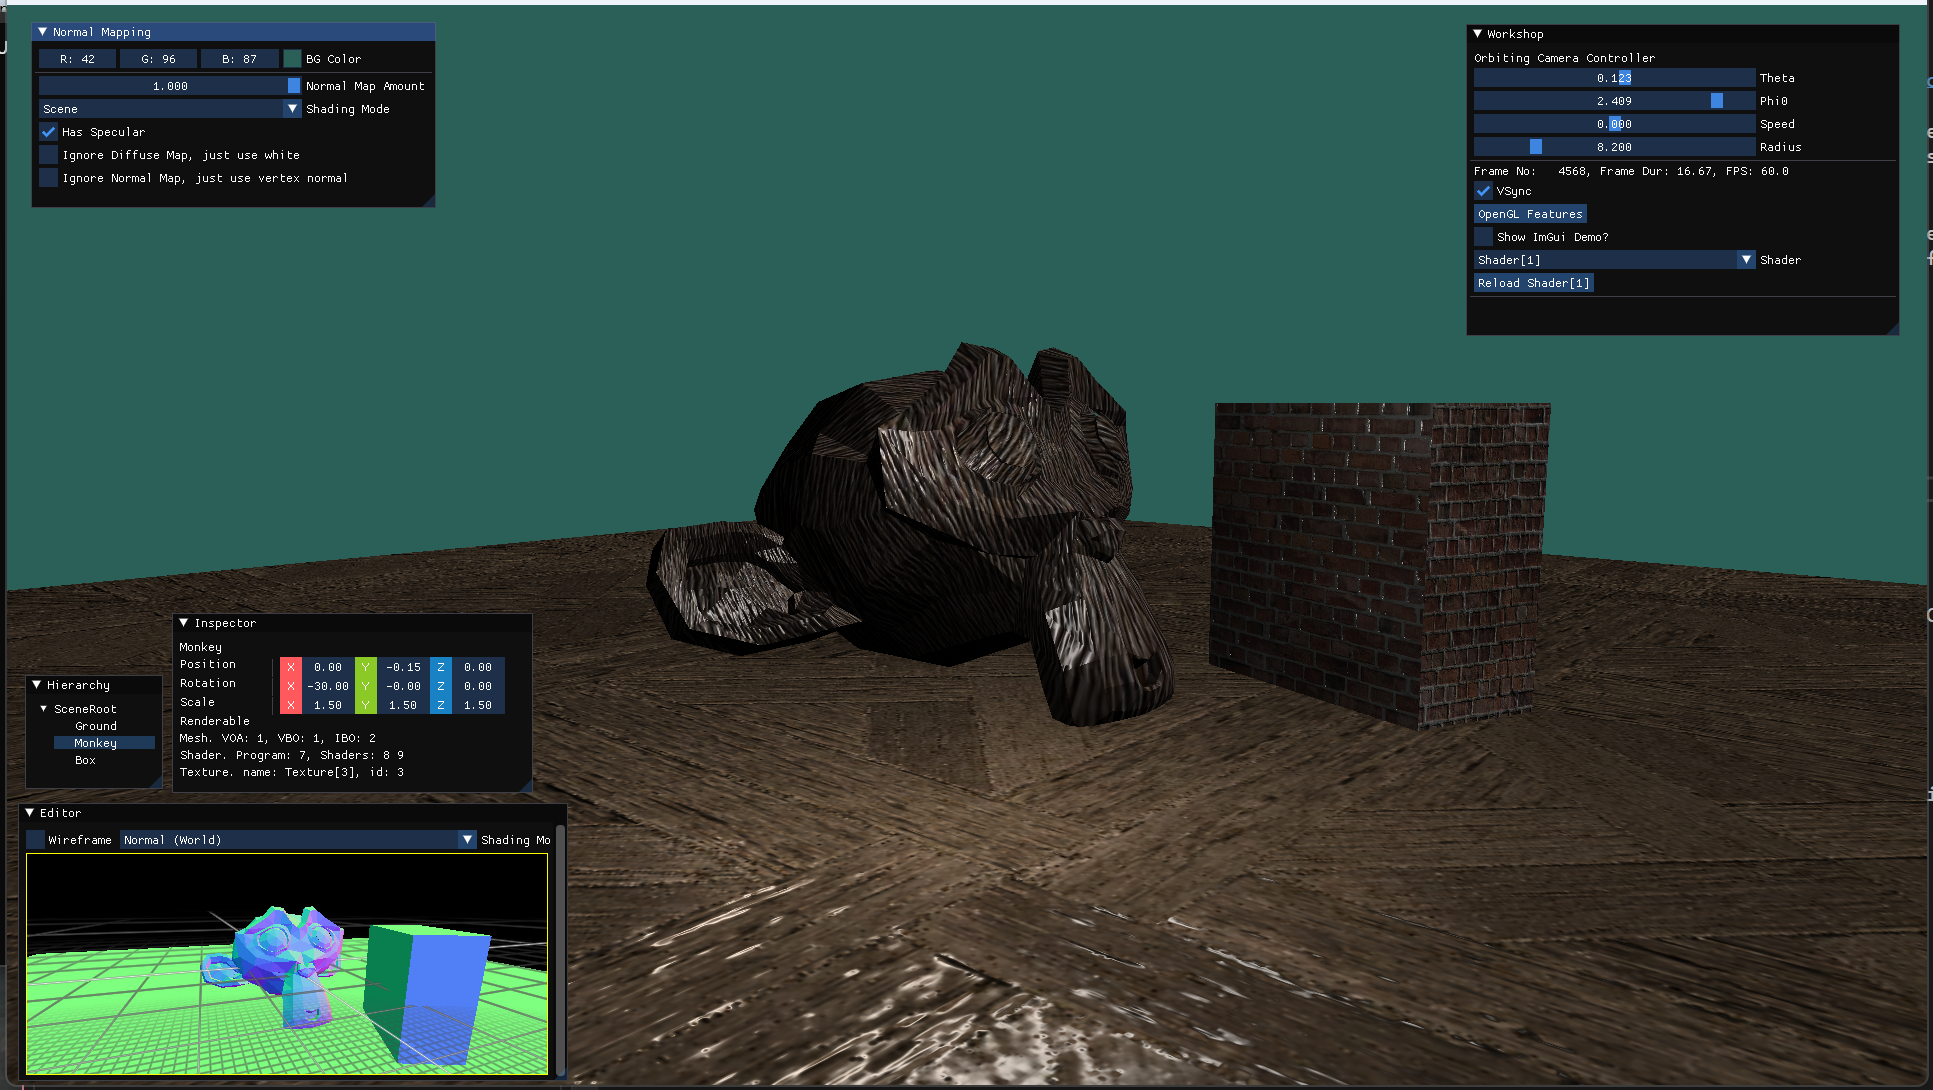 Normal Mapping
R: 42 G: 96 B: 87 BG Color
1.000 Normal Map Amount
Scene Shading Mode
Has Specular
Ignore Diffuse Map, just use white
Ignore Normal Map, just use vertex normal
Workshop
Orbiting Camera Controller
0.123 Theta
2.409 Phi0
0.000 Speed
8.200 Radius
Frame No: 4568, Frame Dur: 16.67, FPS: 60.0
VSync
OpenGL Features
Show ImGui Demo?
Shader[1] Shader
Reload Shader[1]
Inspector
Monkey
Position X 0.00 Y -0.15 Z 0.00
Rotation X -30.00 Y -0.00 Z 0.00
Scale X 1.50 Y 1.50 Z 1.50
Renderable
Mesh. VOA: 1, VBO: 1, IBO: 2
Shader. Program: 7, Shaders: 8 9
Texture. name: Texture[3], id: 3
Hierarchy
SceneRoot
Ground
Monkey
Box
Editor
Wireframe Normal (World) Shading Mo